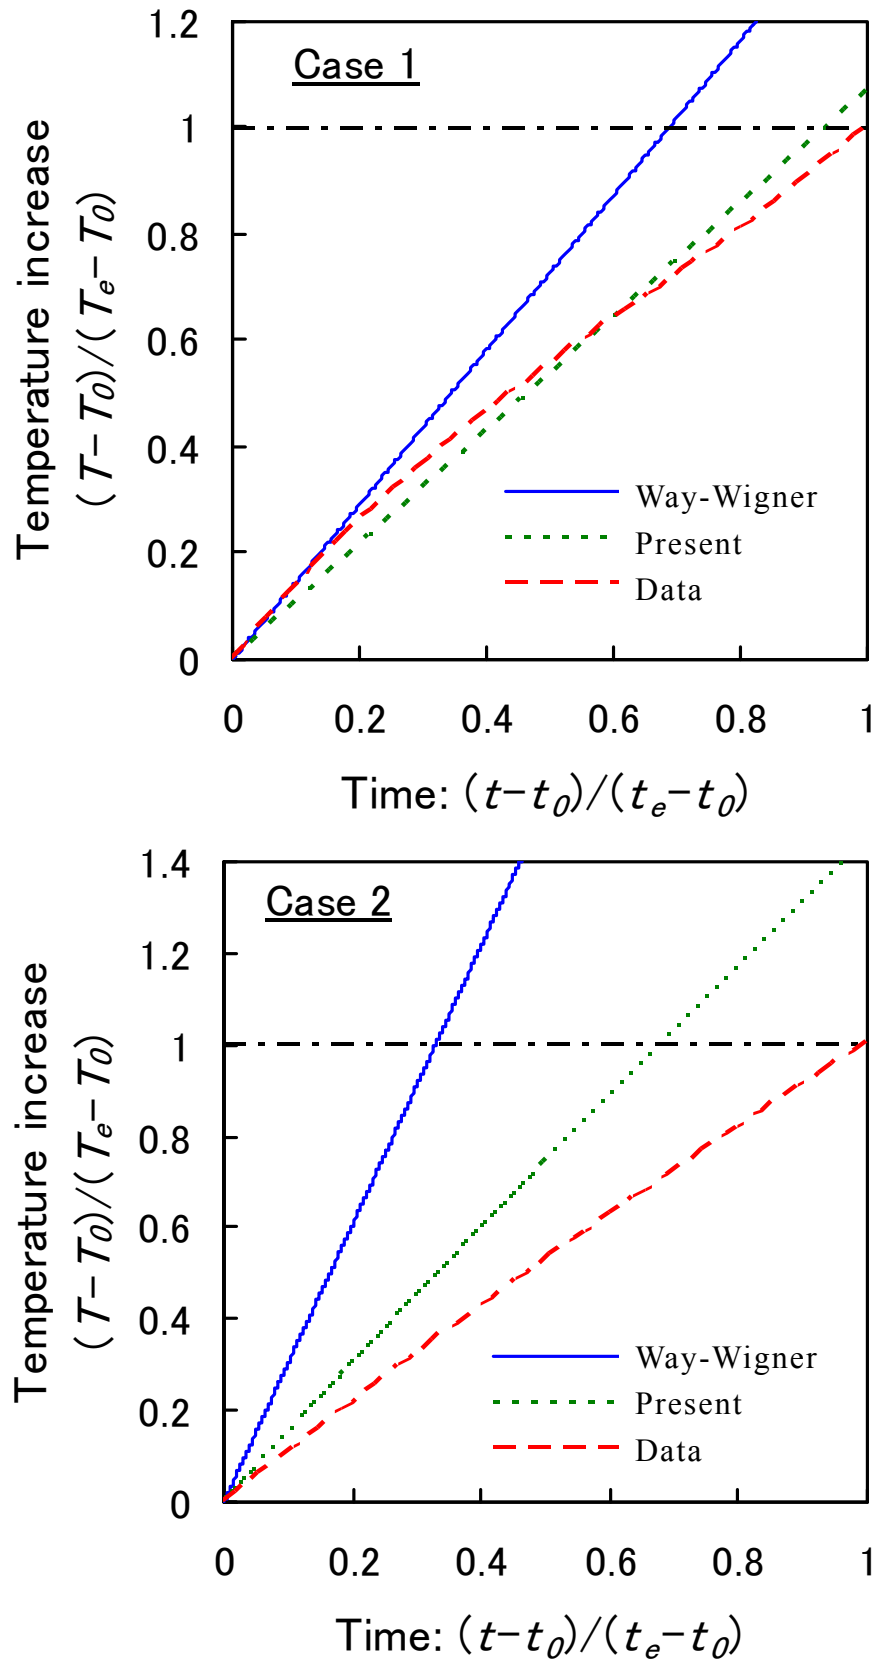 Case 1
Temperature increase
(T−T0)/(Te−T0)
1.2
1
0.8
0.6
0.4
0.2
0
Way-Wigner
Present
Data
0 0.2 0.4 0.6 0.8 1
Time: (t−t0)/(te−t0)
Case 2
Temperature increase
(T−T0)/(Te−T0)
1.4
1.2
1
0.8
0.6
0.4
0.2
0
Way-Wigner
Present
Data
0 0.2 0.4 0.6 0.8 1
Time: (t−t0)/(te−t0)